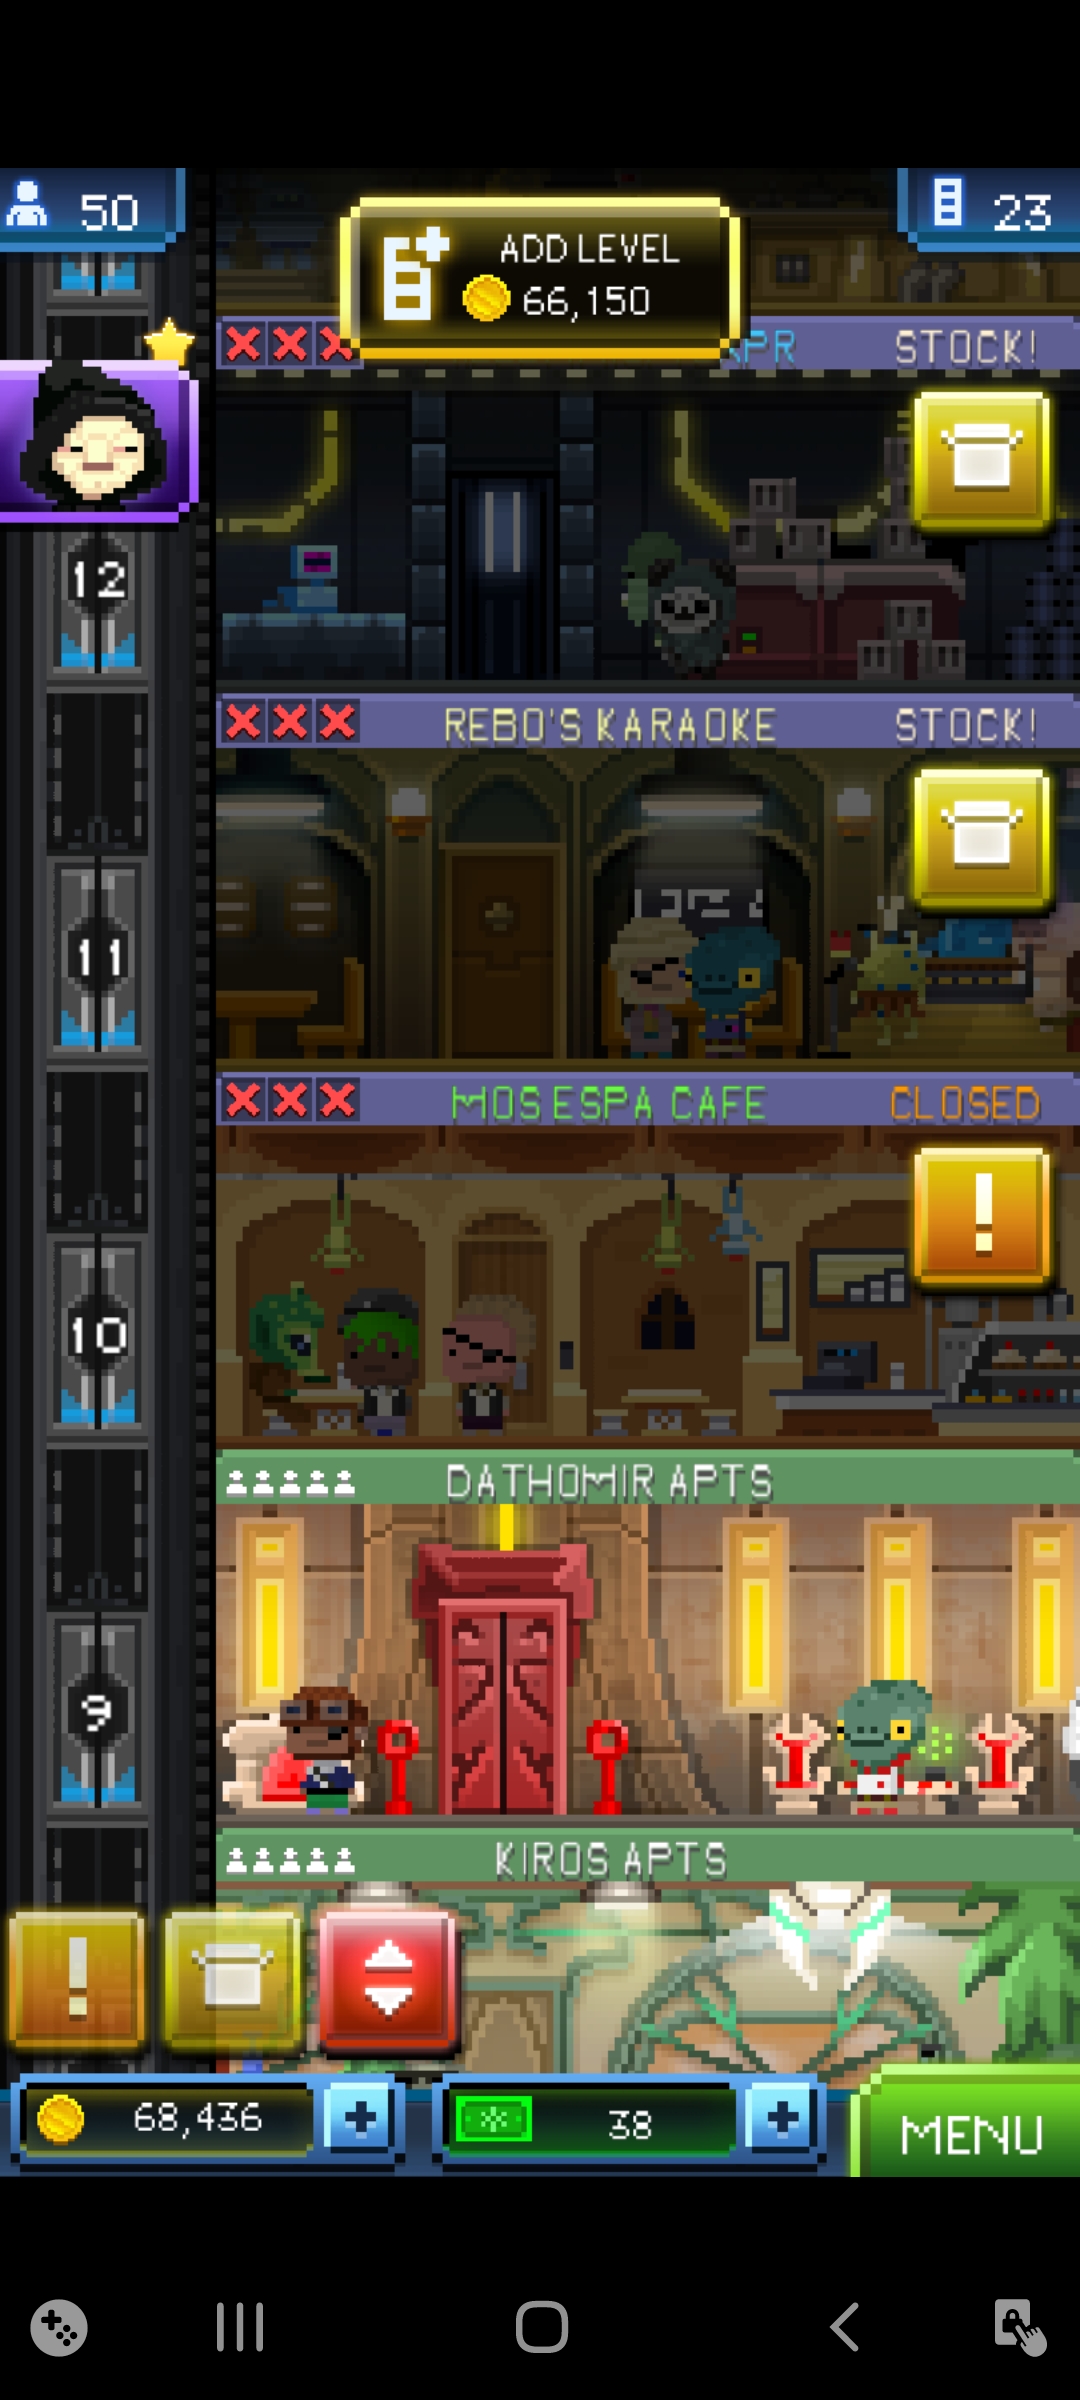 50
ADD LEVEL
66,150
23
STOCK!
12
REBO'S KARAOKE
STOCK!
11
MOS ESPA CAFE
CLOSED
10
DATHOMIR APTS
9
KIROS APTS
68,436
38
MENU